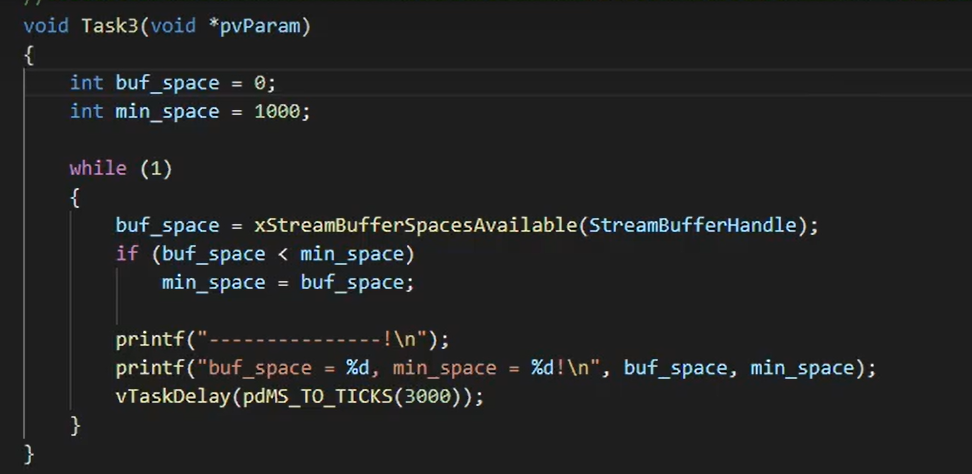 void Task3(void *pvParam)
{
    int buf_space = 0;
    int min_space = 1000;

    while (1)
    {
        buf_space = xStreamBufferSpacesAvailable(StreamBufferHandle);
        if (buf_space < min_space)
            min_space = buf_space;

        printf("---------------!\n");
        printf("buf_space = %d, min_space = %d!\n", buf_space, min_space);
        vTaskDelay(pdMS_TO_TICKS(3000));
    }
}